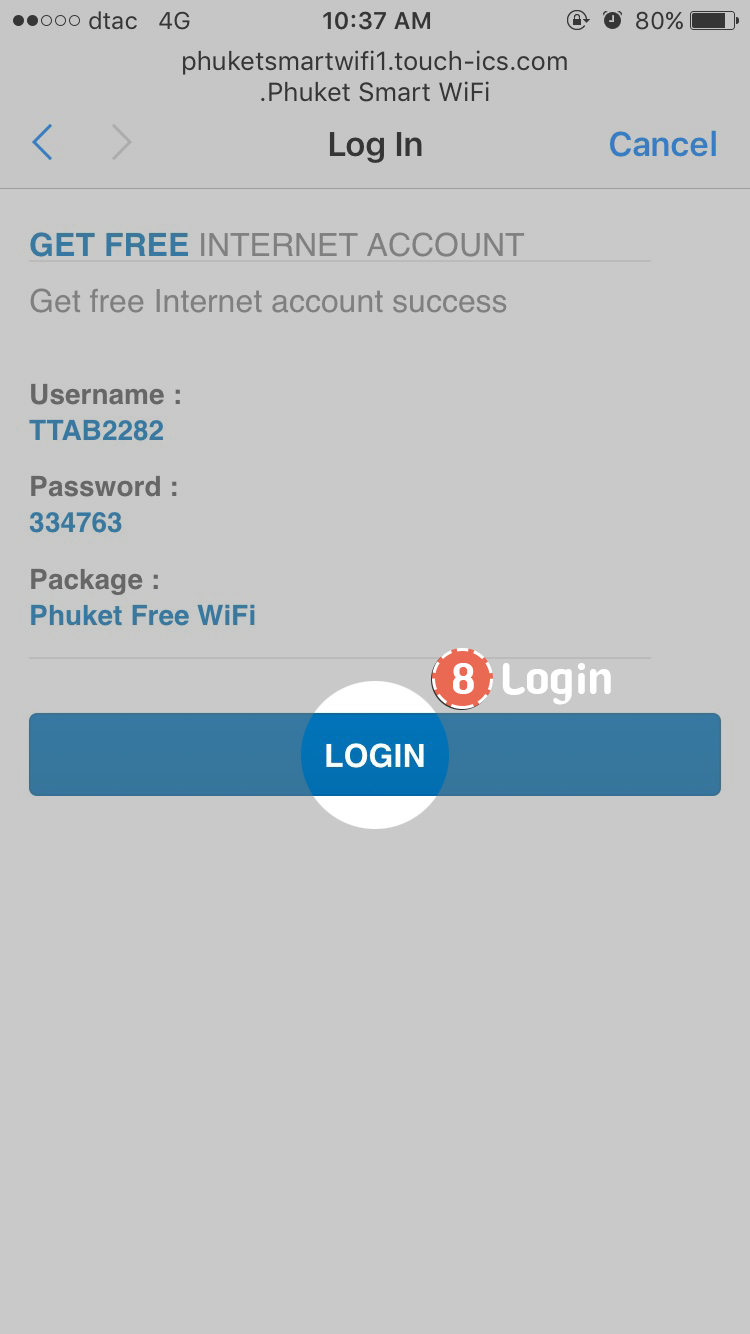 dtac 4G 10:37 AM 80%
phuketsmartwifi1.touch-ics.com
.Phuket Smart WiFi
Log In Cancel
GET FREE INTERNET ACCOUNT
Get free Internet account success
Username :
TTAB2282
Password :
334763
Package :
Phuket Free WiFi
8 Login
LOGIN